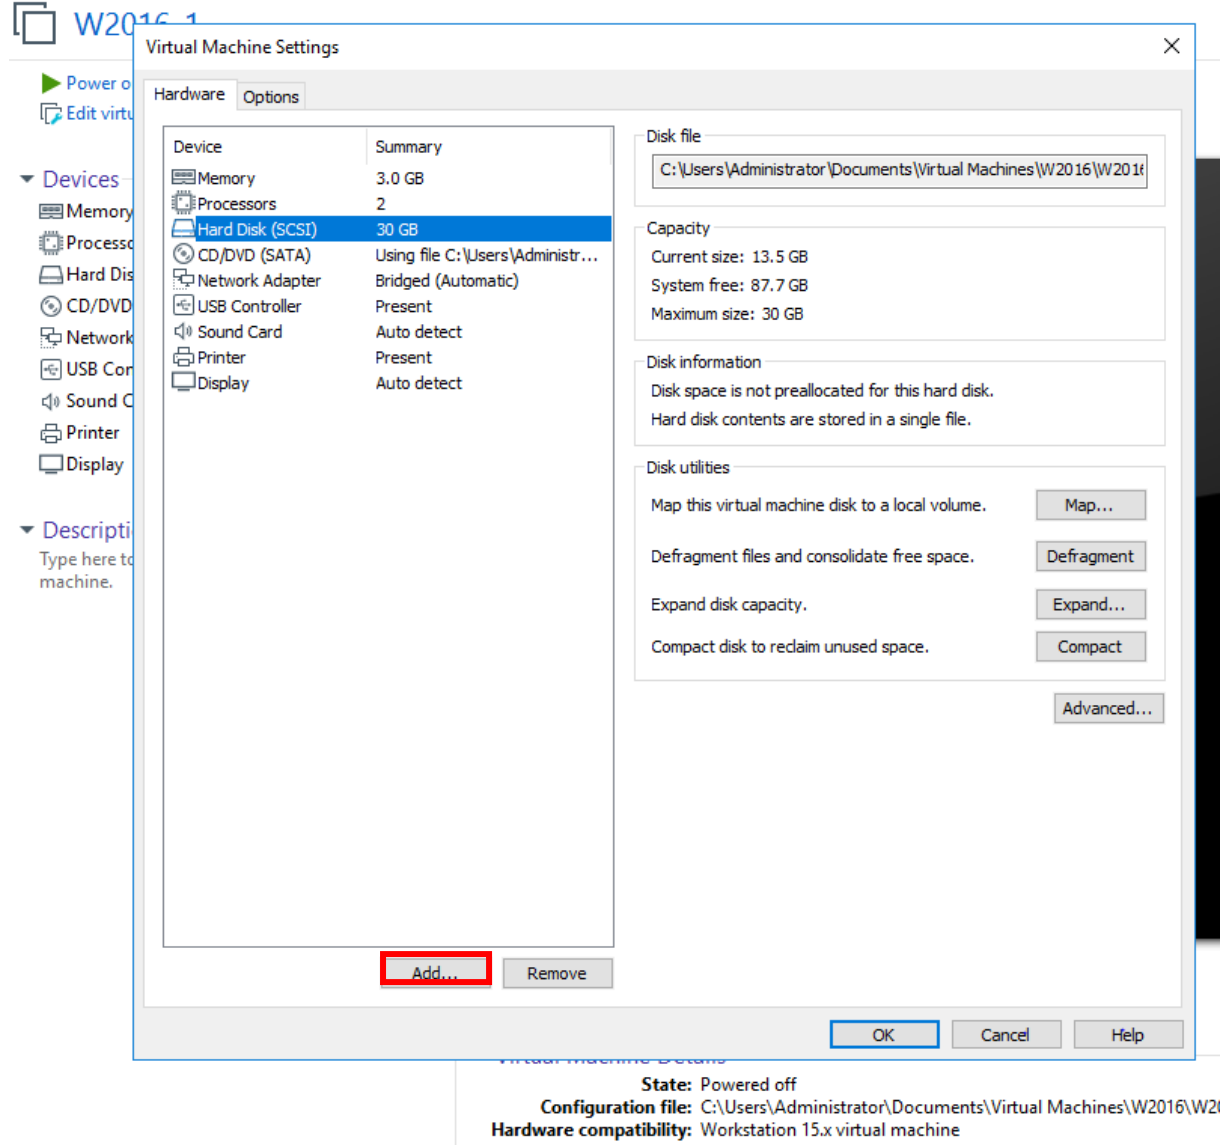 W2016_1
Virtual Machine Settings
Power o
Edit virtu
Hardware
Options
Devices
Memory
Processo
Hard Dis
CD/DVD
Network
USB Con
Sound C
Printer
Display
Descripti
Type here to
machine.
Device Summary
Memory 3.0 GB
Processors 2
Hard Disk (SCSI) 30 GB
CD/DVD (SATA) Using file C:\Users\Administr...
Network Adapter Bridged (Automatic)
USB Controller Present
Sound Card Auto detect
Printer Present
Display Auto detect
Add...
Remove
Disk file
C:\Users\Administrator\Documents\Virtual Machines\W2016\W2016
Capacity
Current size: 13.5 GB
System free: 87.7 GB
Maximum size: 30 GB
Disk information
Disk space is not preallocated for this hard disk.
Hard disk contents are stored in a single file.
Disk utilities
Map this virtual machine disk to a local volume.
Map...
Defragment files and consolidate free space.
Defragment
Expand disk capacity.
Expand...
Compact disk to reclaim unused space.
Compact
Advanced...
OK
Cancel
Help
Virtual Machine Details
State: Powered off
Configuration file: C:\Users\Administrator\Documents\Virtual Machines\W2016\W20
Hardware compatibility: Workstation 15.x virtual machine